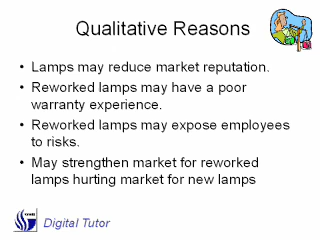 Qualitative Reasons
• Lamps may reduce market reputation.
• Reworked lamps may have a poor
warranty experience.
• Reworked lamps may expose employees
to risks.
• May strengthen market for reworked
lamps hurting market for new lamps
Digital Tutor